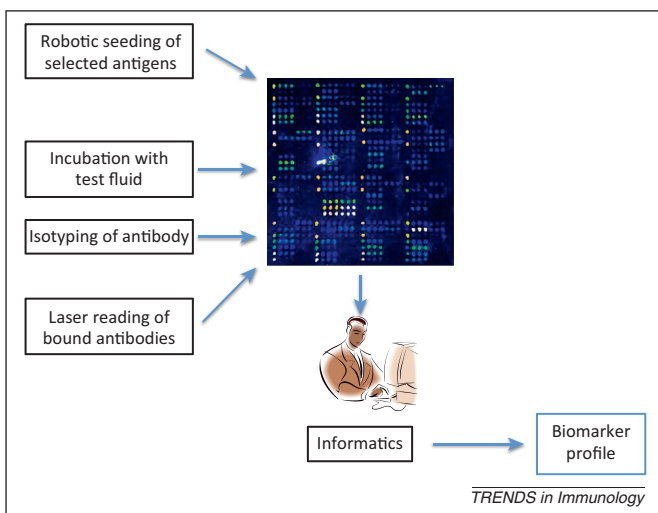 Robotic seeding of
selected antigens
Incubation with
test fluid
Isotyping of antibody
Laser reading of
bound antibodies
Informatics
Biomarker
profile
TRENDS in Immunology